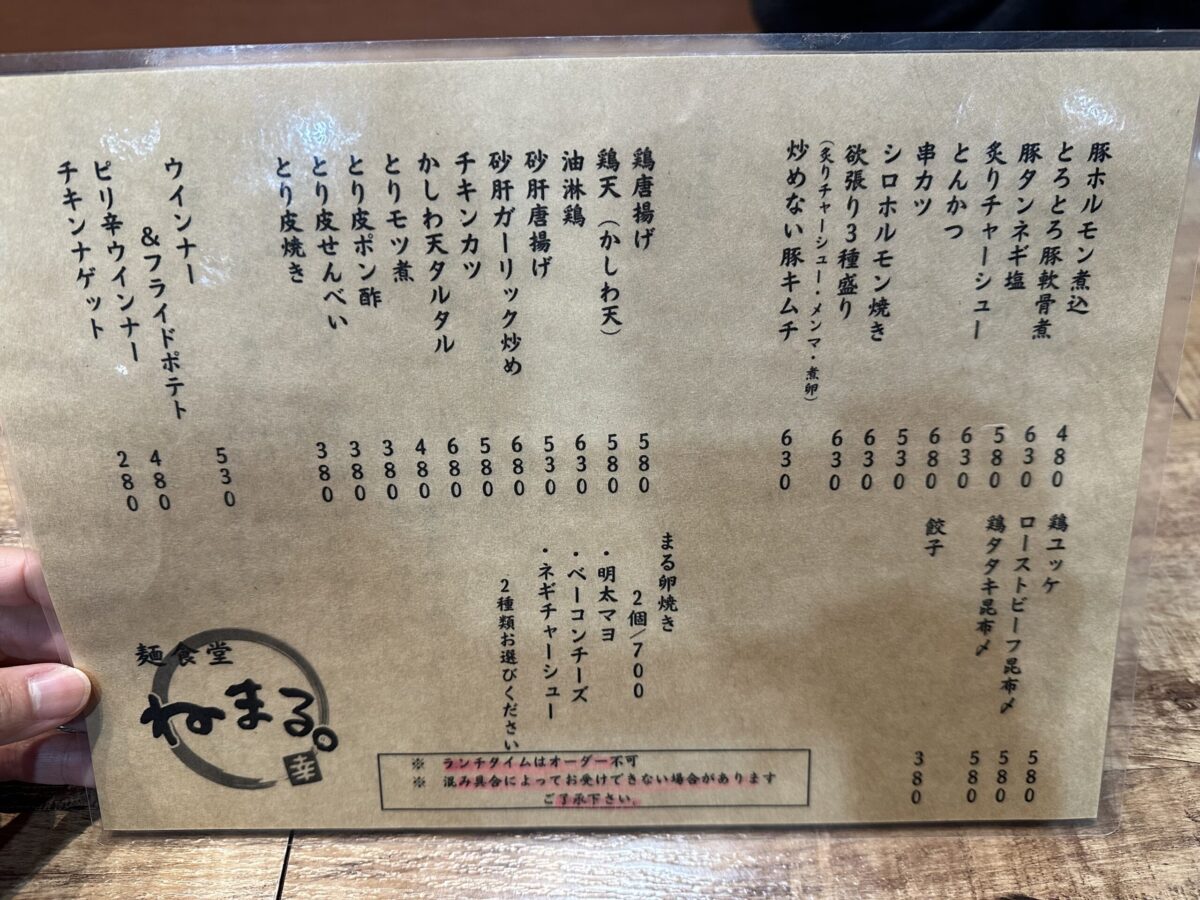 豚ホルモン煮込 480
とろとろ豚軟骨煮 630
豚タンネギ塩 580
炙りチャーシュー 630
とんかつ 680
串カツ 530
シロホルモン焼き 630
欲張り3種盛り 630
(炙りチャーシュー・メンマ・煮卵)
炒めない豚キムチ 630
鶏唐揚げ 580
鶏天(かしわ天) 580
油淋鶏 630
砂肝唐揚げ 530
砂肝ガーリック炒め 680
チキンカツ 580
かしわ天タルタル 680
とりモツ煮 480
とり皮ポン酢 380
とり皮せんべい 380
とり皮焼き 380
ウインナー
&フライドポテト 530
ピリ辛ウインナー 480
チキンナゲット 280
鶏ユッケ 580
ローストビーフ昆布〆 580
鶏タタキ昆布〆 580
餃子 380
まる卵焼き
2個/700
・明太マヨ
・ベーコンチーズ
・ネギチャーシュー
2種類お選びください
※ ランチタイムはオーダー不可
※ 混み具合によってお受けできない場合があります
ご了承下さい。
麺食堂
ねまる。
幸